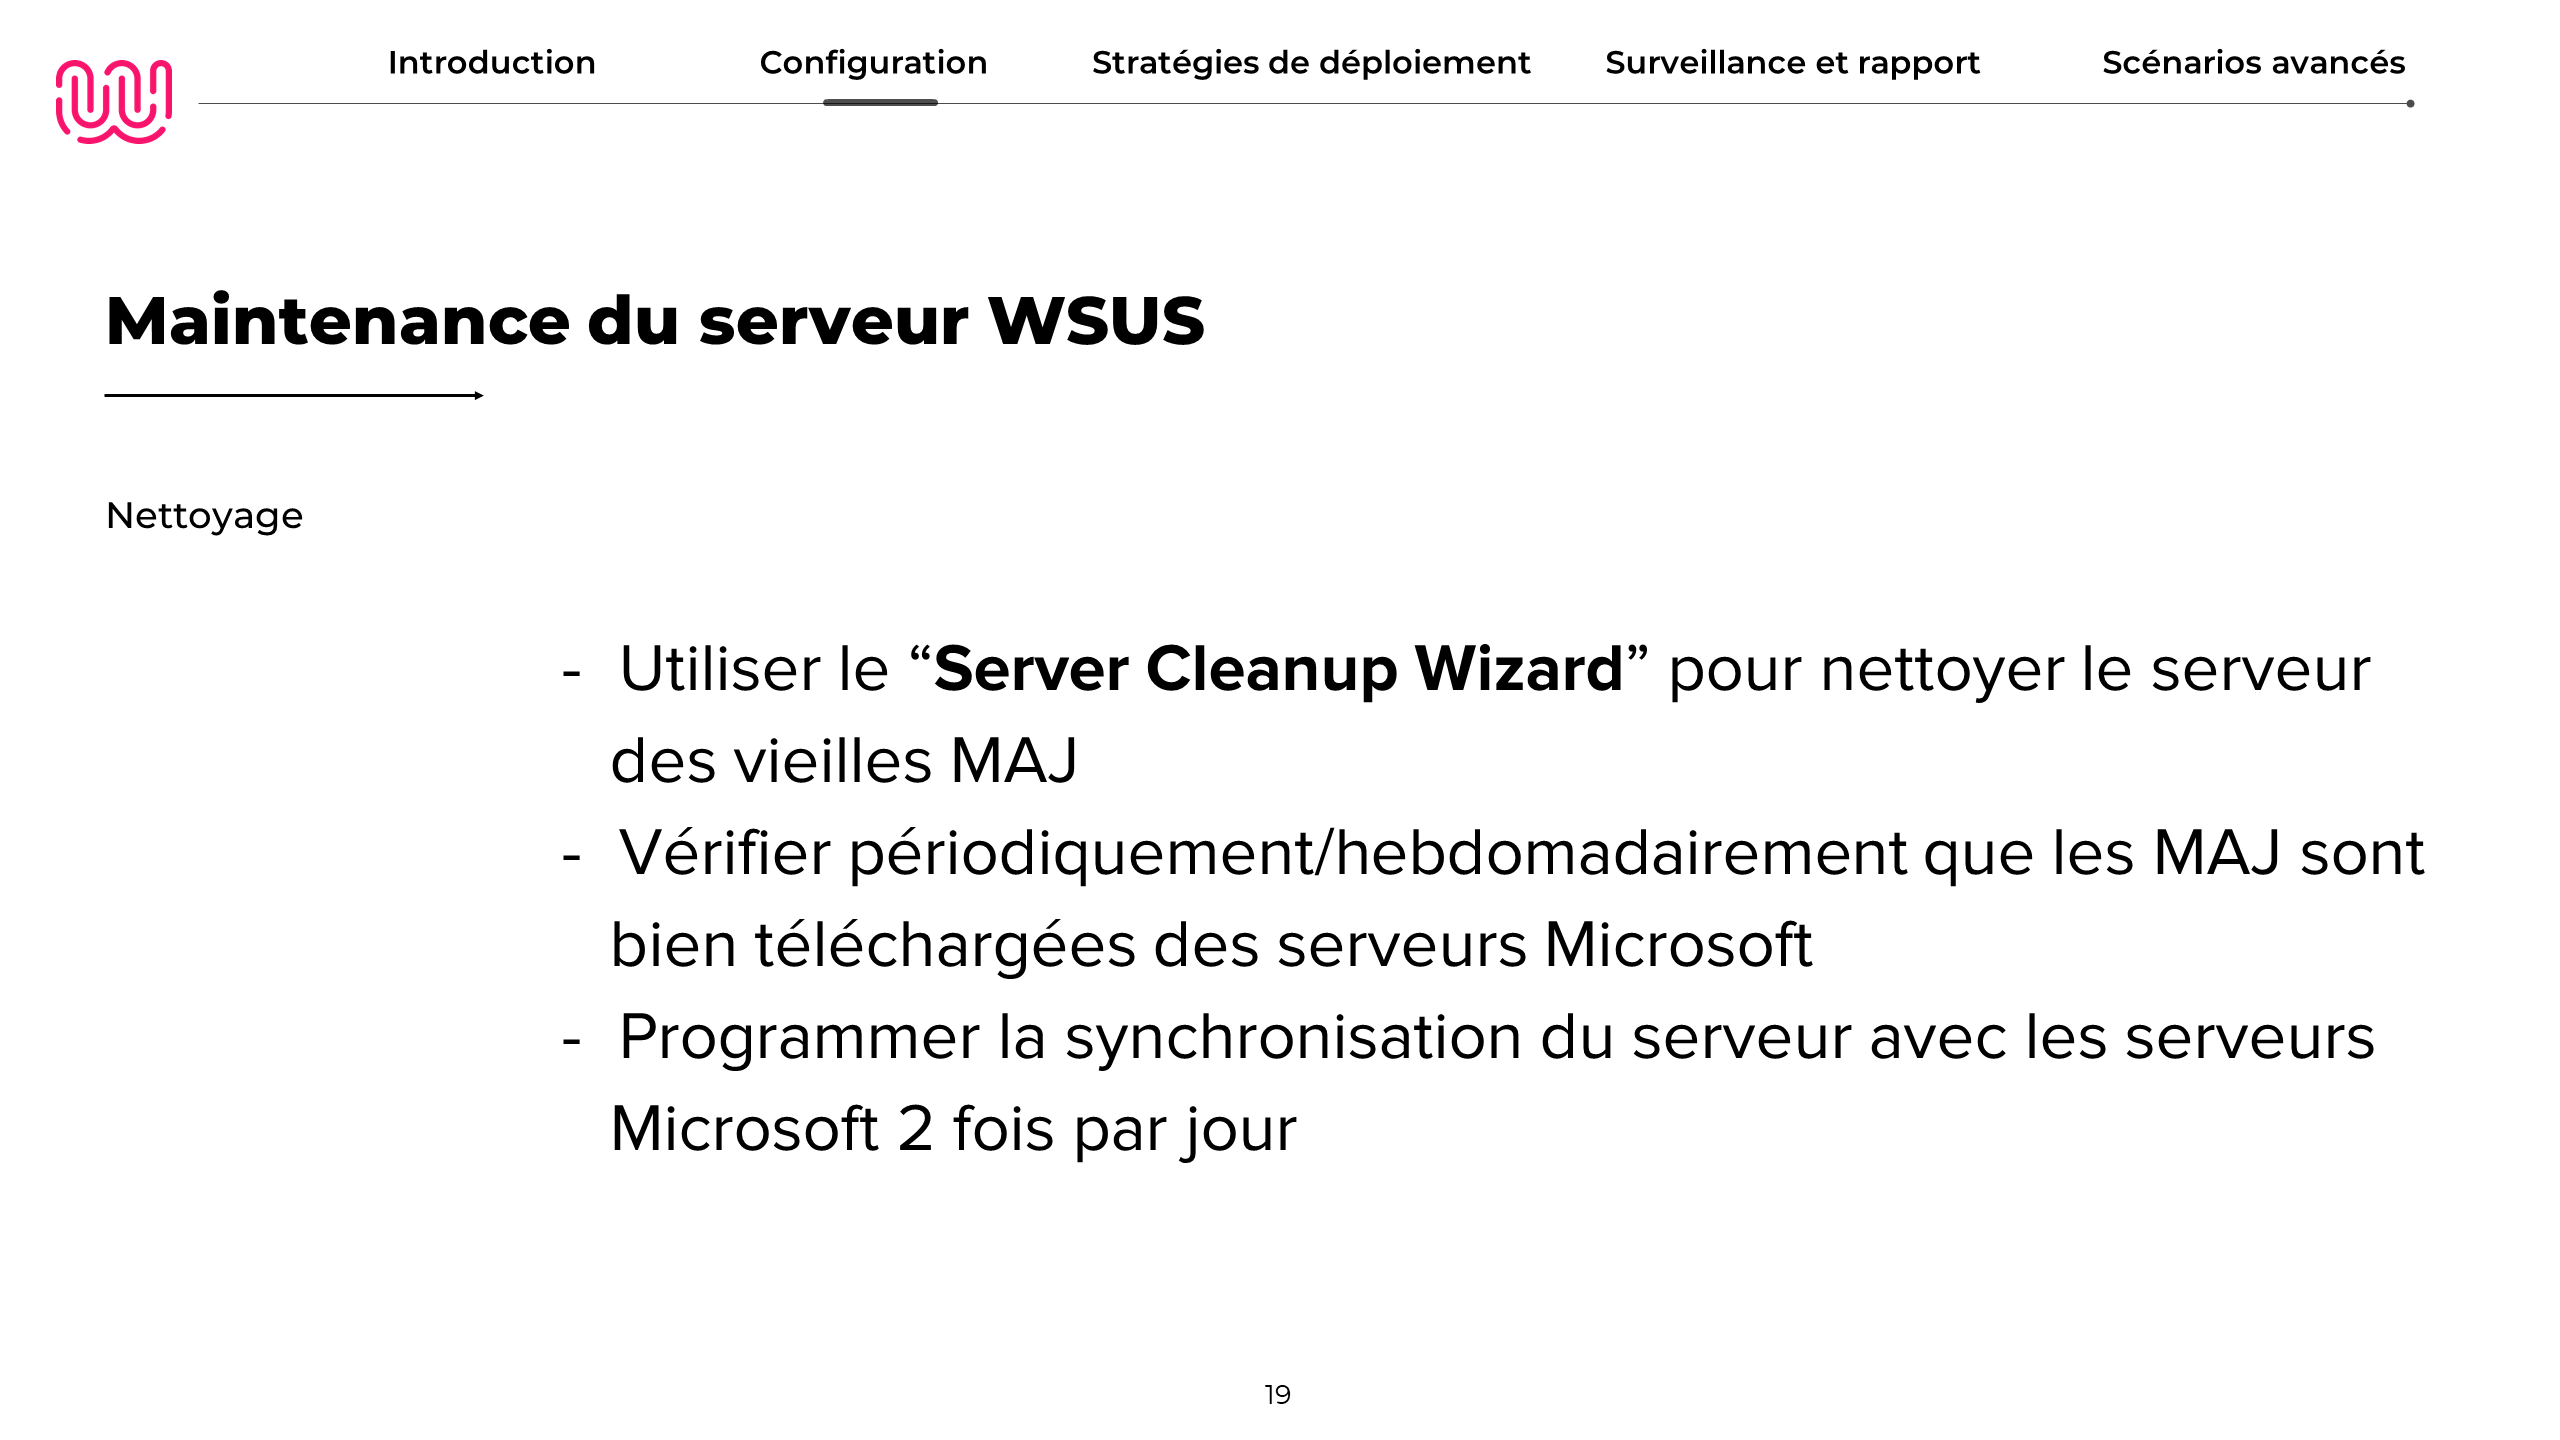 Introduction Configuration Stratégies de déploiement Surveillance et rapport Scénarios avancés
Maintenance du serveur WSUS
Nettoyage
- Utiliser le “Server Cleanup Wizard” pour nettoyer le serveur
des vieilles MAJ
- Vérifier périodiquement/hebdomadairement que les MAJ sont
bien téléchargées des serveurs Microsoft
- Programmer la synchronisation du serveur avec les serveurs
Microsoft 2 fois par jour
19